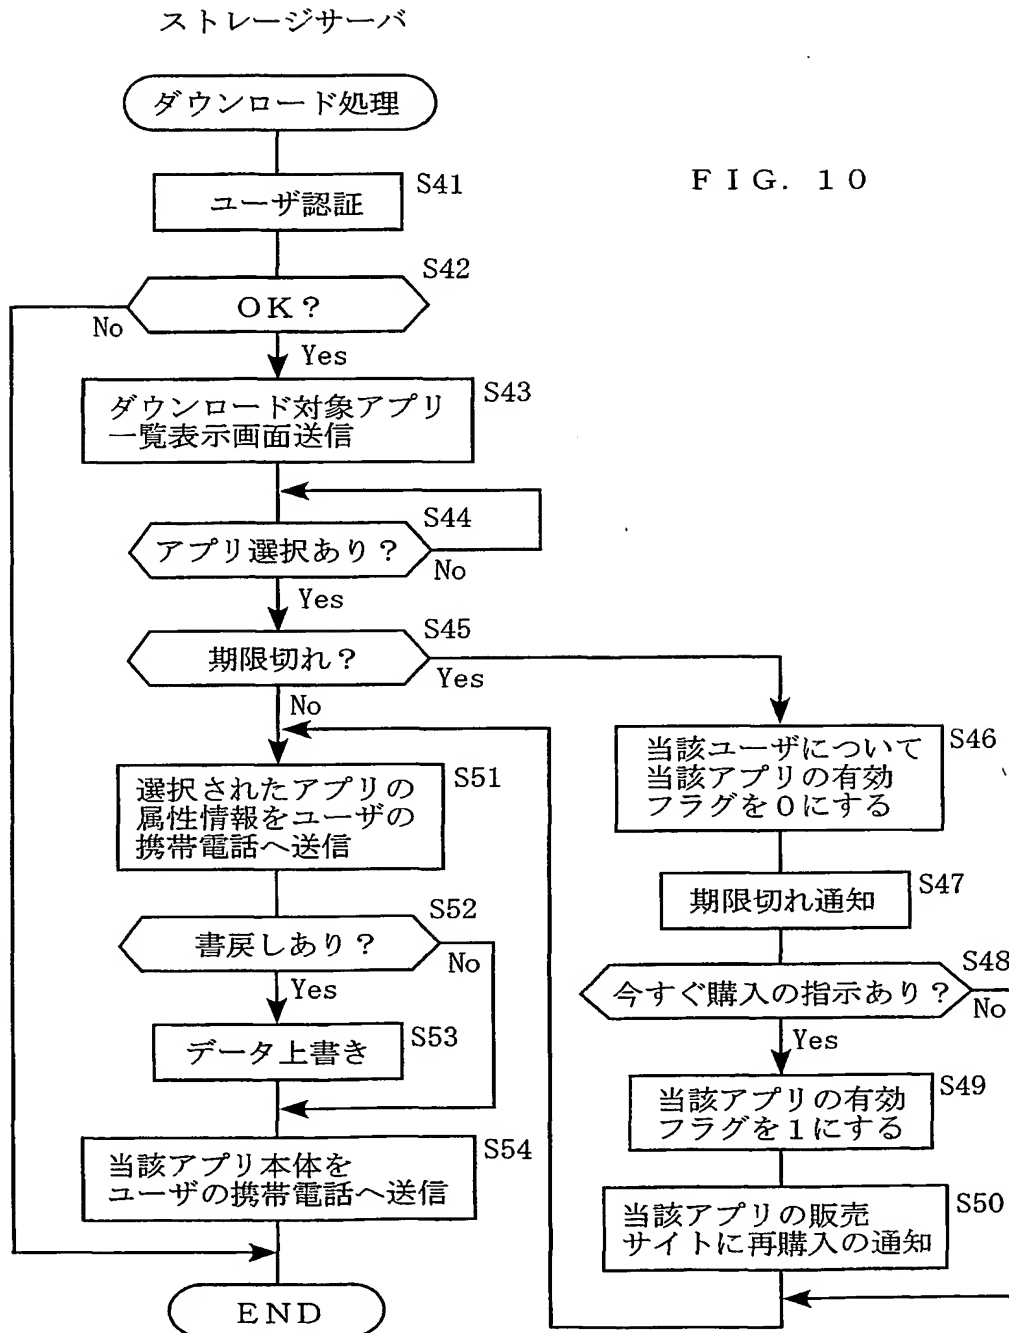 ストレージサーバ
ダウンロード処理
FIG. 10
S41
ユーザ認証
S42
OK?
No
Yes
S43
ダウンロード対象アプリ
一覧表示画面送信
S44
アプリ選択あり?
No
Yes
S45
期限切れ?
Yes
No
S46
当該ユーザについて
当該アプリの有効
フラグを0にする
S47
期限切れ通知
S48
今すぐ購入の指示あり?
No
Yes
S49
当該アプリの有効
フラグを1にする
S50
当該アプリの販売
サイトに再購入の通知
S51
選択されたアプリの
属性情報をユーザの
携帯電話へ送信
S52
書戻しあり?
No
Yes
S53
データ上書き
S54
当該アプリ本体を
ユーザの携帯電話へ送信
END